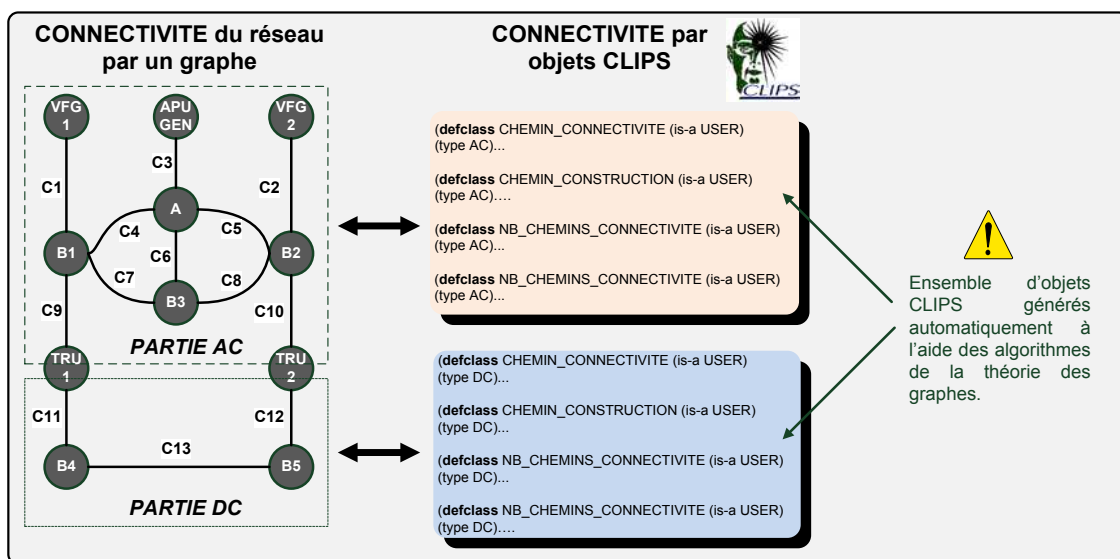 CONNECTIVITE du réseau
par un graphe
VFG
1
APU
GEN
VFG
2
C3
C1
C2
A
C4
C5
B1
C6
B2
C7
C8
B3
C9
C10
PARTIE AC
TRU
1
TRU
2
C11
C12
C13
B4
B5
PARTIE DC
CONNECTIVITE par
objets CLIPS
CLIPS
(defclass CHEMIN_CONNECTIVITE (is-a USER)
(type AC)...
(defclass CHEMIN_CONSTRUCTION (is-a USER)
(type AC)….
(defclass NB_CHEMINS_CONNECTIVITE (is-a USER)
(type AC)...
(defclass NB_CHEMINS_CONNECTIVITE (is-a USER)
(type AC)...
(defclass CHEMIN_CONNECTIVITE (is-a USER)
(type DC)...
(defclass CHEMIN_CONSTRUCTION (is-a USER)
(type DC)...
(defclass NB_CHEMINS_CONNECTIVITE (is-a USER)
(type DC)...
(defclass NB_CHEMINS_CONNECTIVITE (is-a USER)
(type DC)….
!
Ensemble d’objets
CLIPS générés
automatiquement à
l’aide des algorithmes
de la théorie des
graphes.